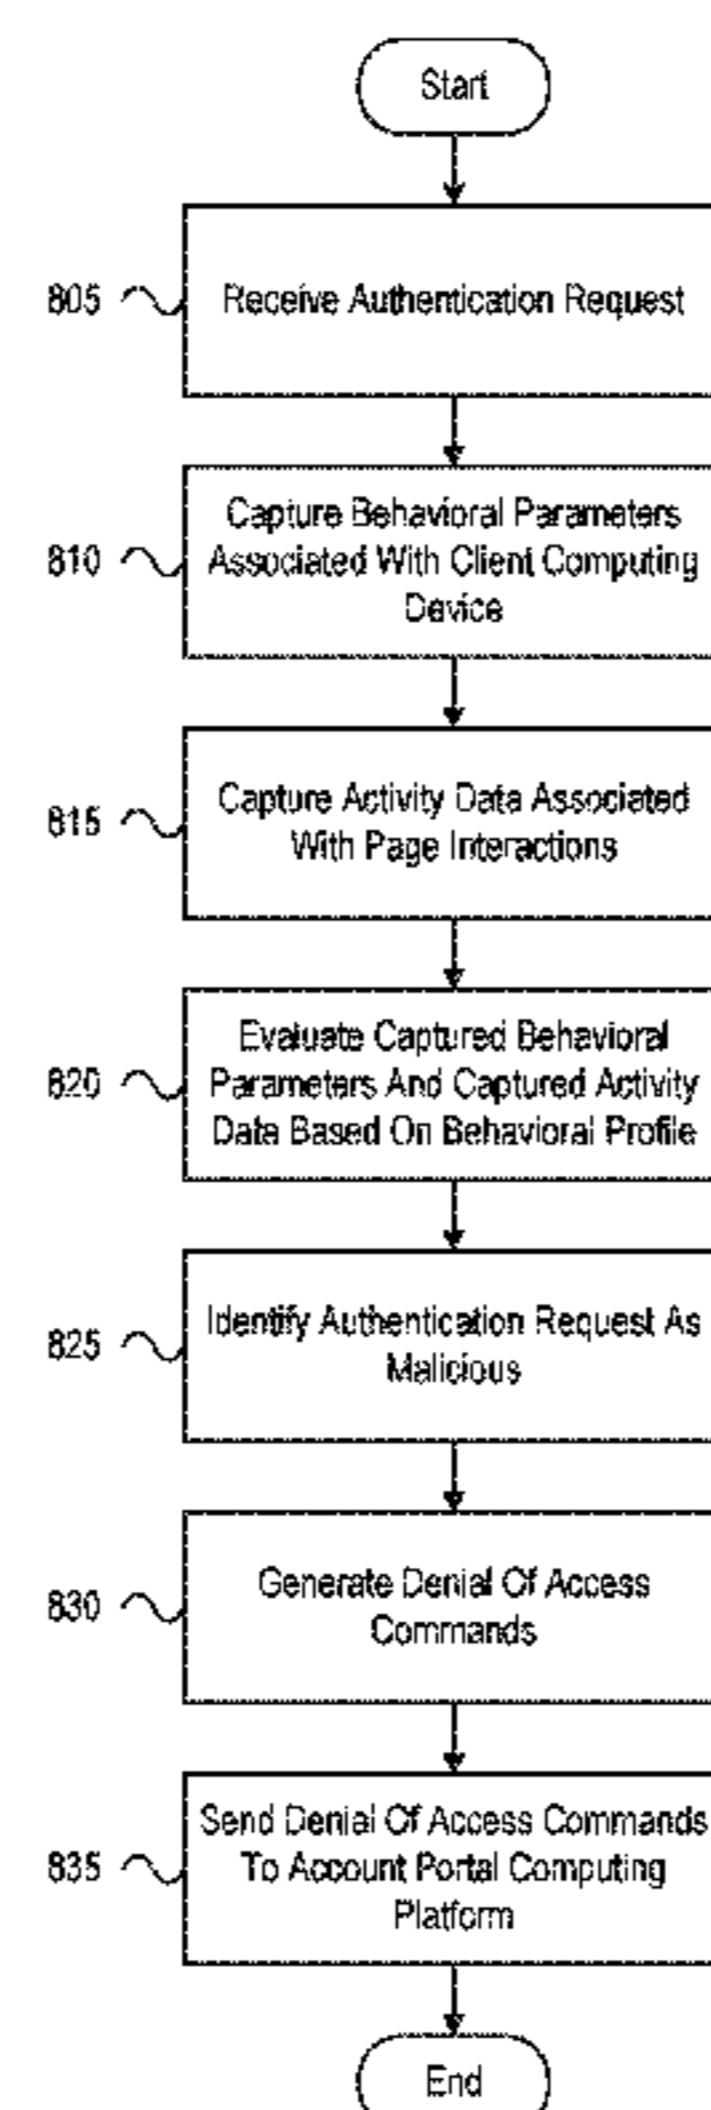 Start
805
Receive Authentication Request
810
Capture Behavioral Parameters
Associated With Client Computing
Device
815
Capture Activity Data Associated
With Page Interactions
820
Evaluate Captured Behavioral
Parameters And Captured Activity
Data Based On Behavioral Profile
825
Identify Authentication Request As
Malicious
830
Generate Denial Of Access
Commands
835
Send Denial Of Access Commands
To Account Portal Computing
Platform
End